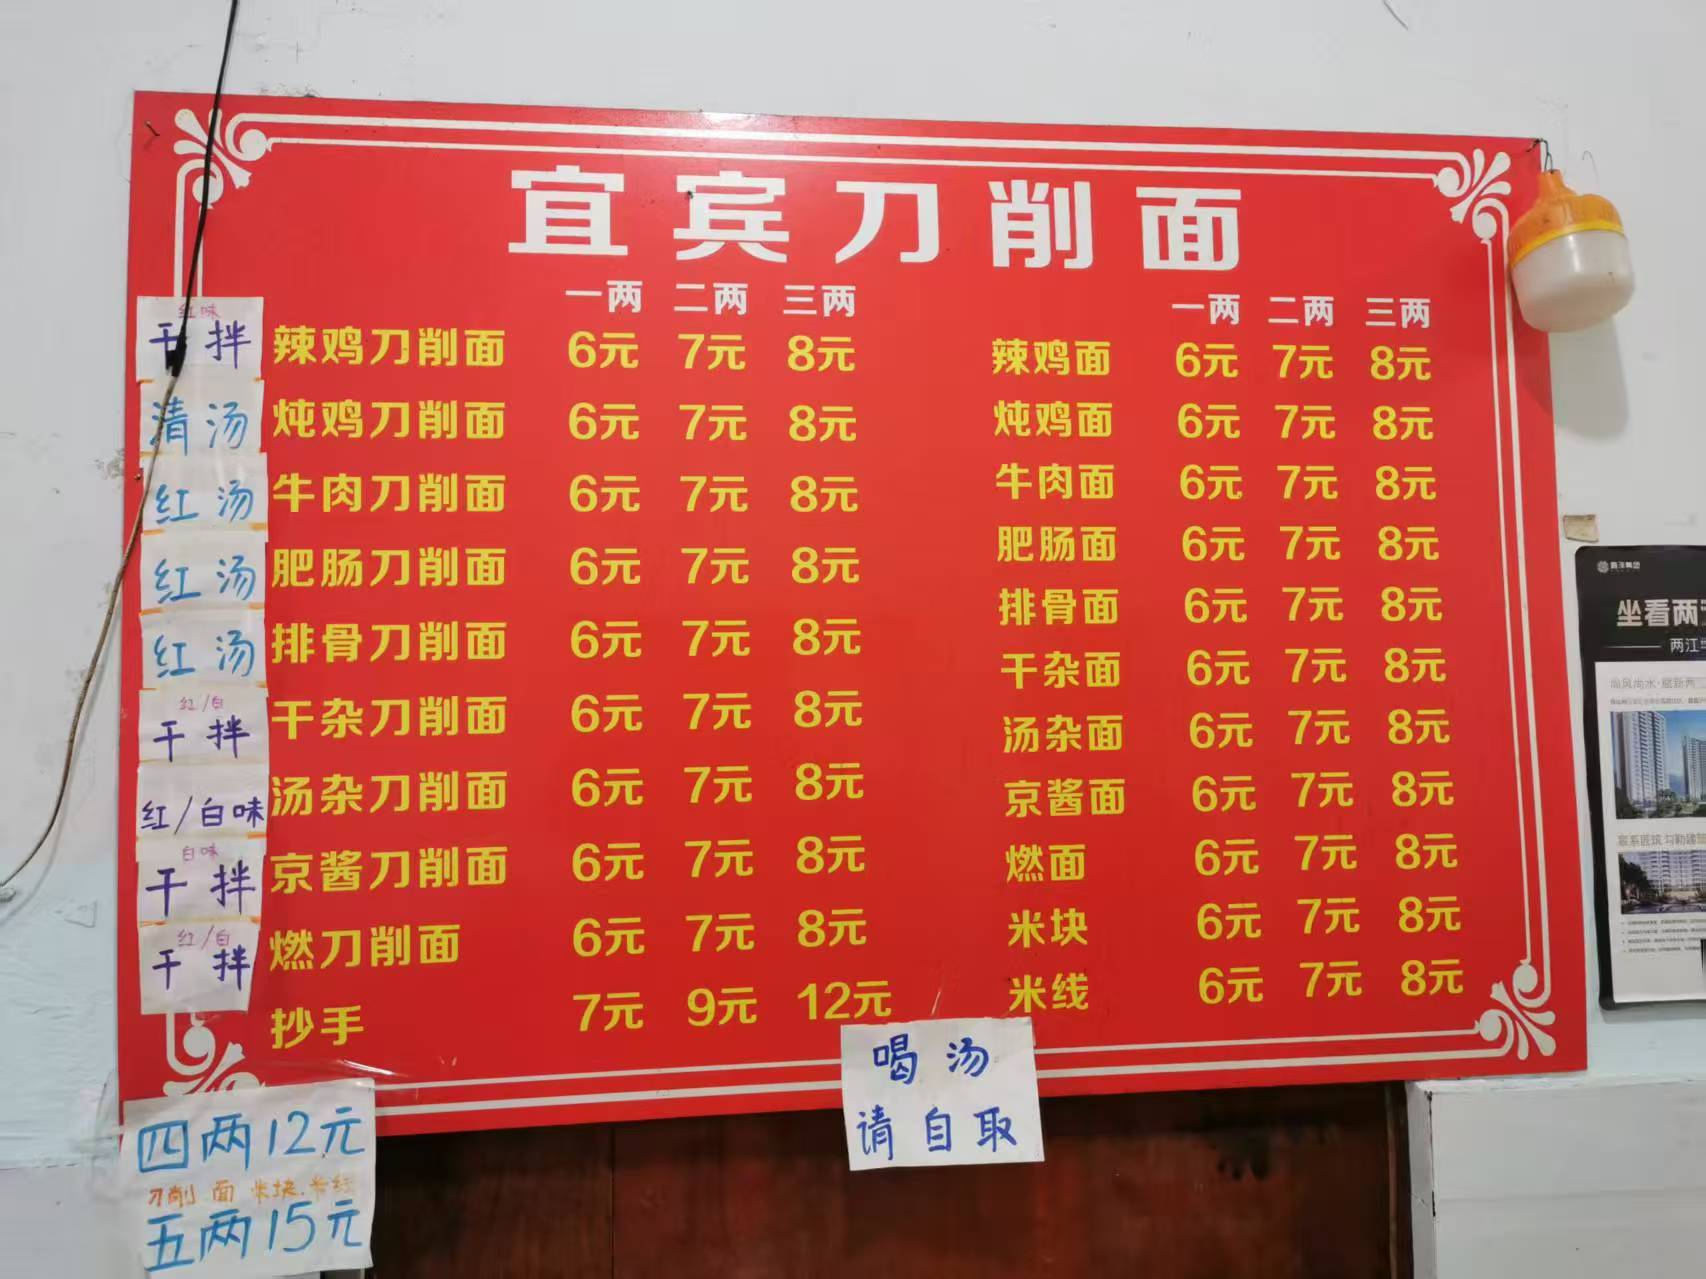 宜宾刀削面
一两 二两 三两
红味
干拌
辣鸡刀削面 6元 7元 8元
清汤
炖鸡刀削面 6元 7元 8元
红汤
牛肉刀削面 6元 7元 8元
红汤
肥肠刀削面 6元 7元 8元
红汤
排骨刀削面 6元 7元 8元
红/白
干拌
干杂刀削面 6元 7元 8元
红/白味
汤杂刀削面 6元 7元 8元
白味
干拌
京酱刀削面 6元 7元 8元
红/白
干拌
燃刀削面 6元 7元 8元
抄手 7元 9元 12元
一两 二两 三两
辣鸡面 6元 7元 8元
炖鸡面 6元 7元 8元
牛肉面 6元 7元 8元
肥肠面 6元 7元 8元
排骨面 6元 7元 8元
干杂面 6元 7元 8元
汤杂面 6元 7元 8元
京酱面 6元 7元 8元
燃面 6元 7元 8元
米块 6元 7元 8元
米线 6元 7元 8元
四两12元
刀削面 米块.米线
五两15元
喝汤
请自取
坐看两
两江